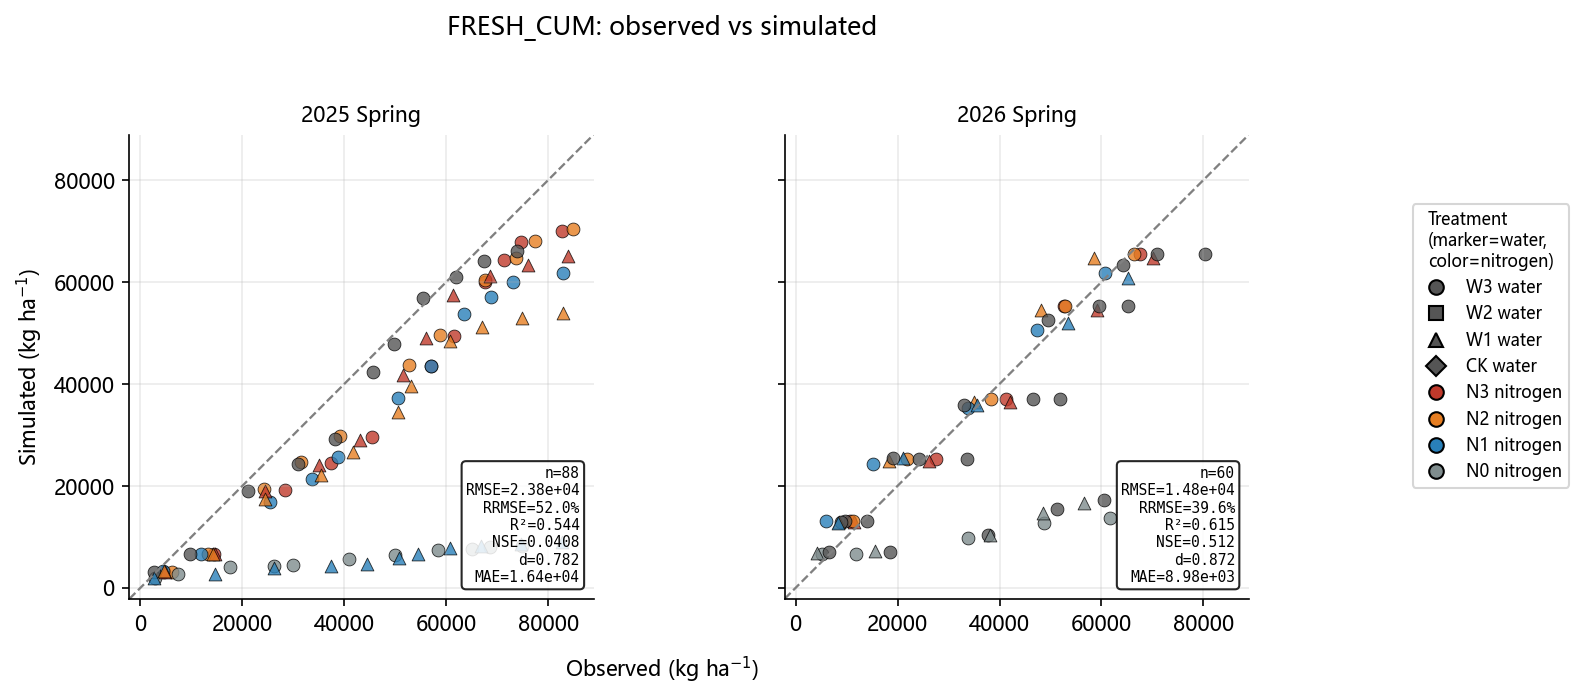 FRESH_CUM: observed vs simulated
2025 Spring
2026 Spring
Simulated (kg ha⁻¹)
80000
60000
40000
20000
0
n=88
RMSE=2.38e+04
RRMSE=52.0%
R²=0.544
NSE=0.0408
d=0.782
MAE=1.64e+04
0 20000 40000 60000 80000
n=60
RMSE=1.48e+04
RRMSE=39.6%
R²=0.615
NSE=0.512
d=0.872
MAE=8.98e+03
0 20000 40000 60000 80000
Observed (kg ha⁻¹)
Treatment
(marker=water,
color=nitrogen)
W3 water
W2 water
W1 water
CK water
N3 nitrogen
N2 nitrogen
N1 nitrogen
N0 nitrogen